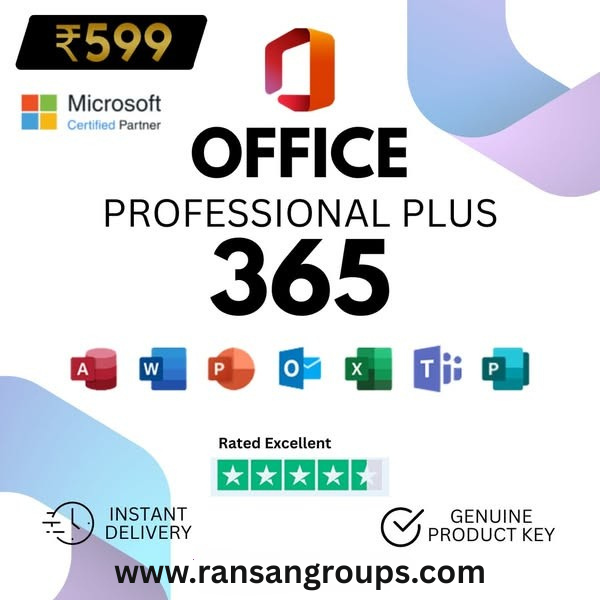 ₹599
Microsoft
Certified Partner
OFFICE
PROFESSIONAL PLUS
365
A W P O X T P
Rated Excellent
INSTANT
DELIVERY
GENUINE
PRODUCT KEY
www.ransangroups.com